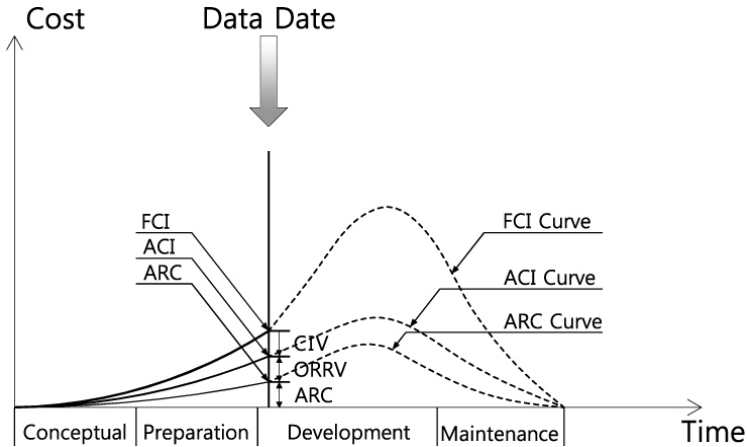 Cost
Data Date
FCI
ACI
ARC
FCI Curve
ACI Curve
ARC Curve
CIV
ORRV
ARC
Conceptual
Preparation
Development
Maintenance
Time